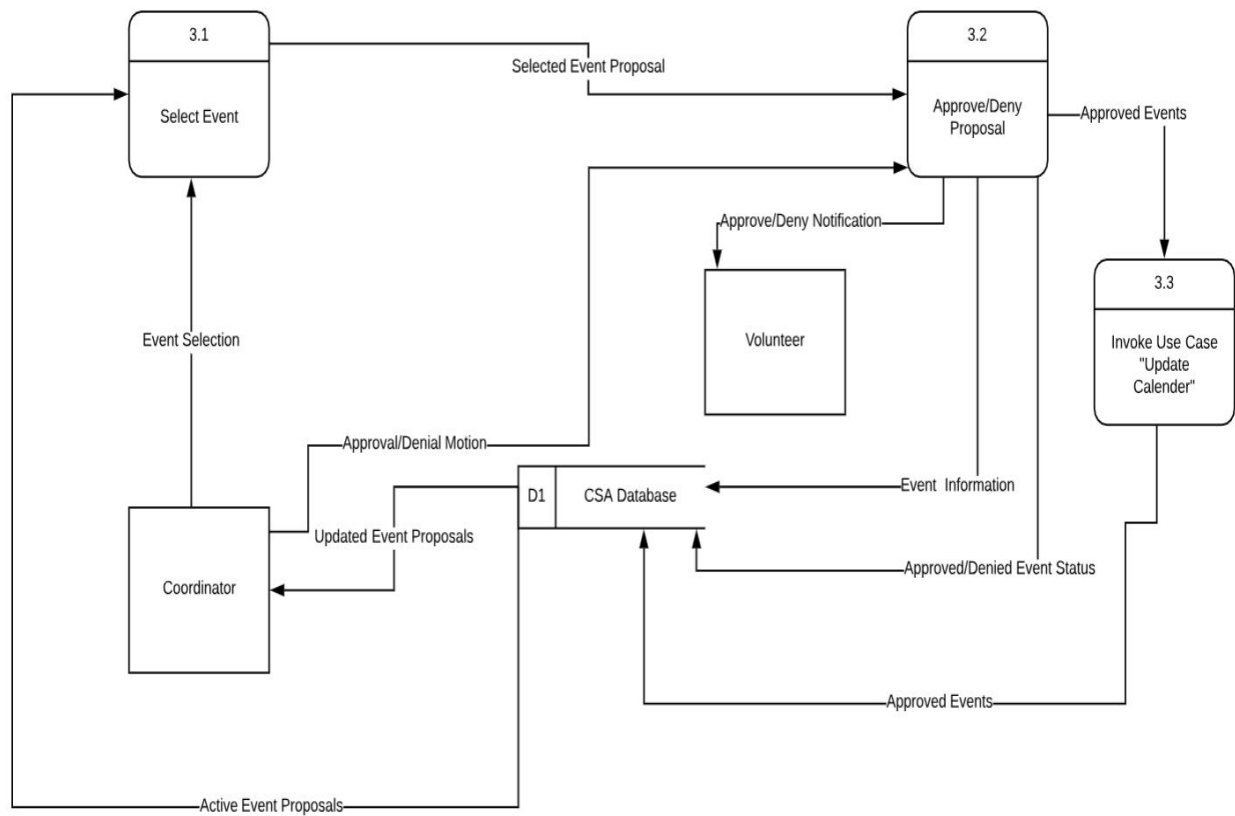 3.1
Select Event
Selected Event Proposal
3.2
Approve/Deny
Proposal
Approved Events
Approve/Deny Notification
Volunteer
3.3
Invoke Use Case
"Update
Calender"
Event Selection
Approval/Denial Motion
D1
CSA Database
Event Information
Updated Event Proposals
Coordinator
Approved/Denied Event Status
Approved Events
Active Event Proposals